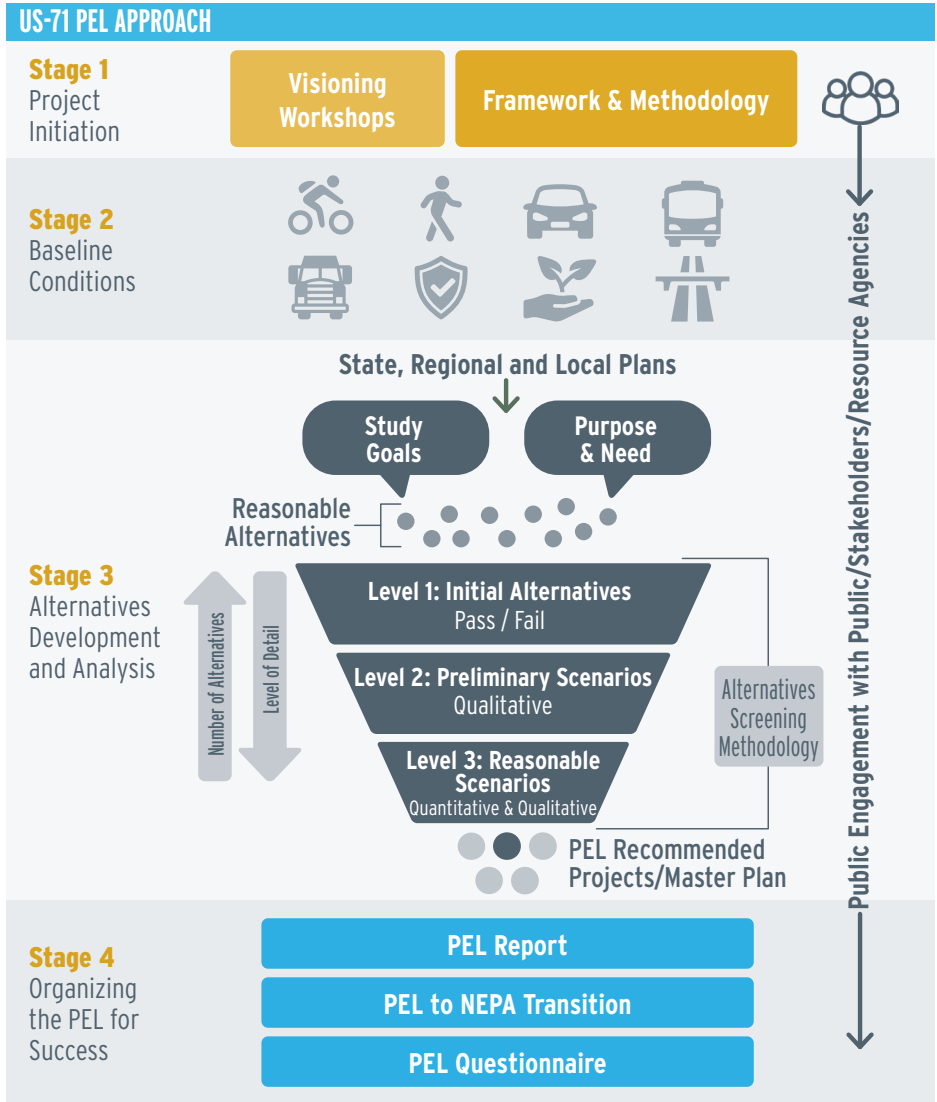 US-71 PEL APPROACH
Stage 1
Project
Initiation
Visioning
Workshops
Framework & Methodology
Stage 2
Baseline
Conditions
State, Regional and Local Plans
Study
Goals
Purpose
& Need
Reasonable
Alternatives
Stage 3
Alternatives
Development
and Analysis
Number of Alternatives
Level of Detail
Level 1: Initial Alternatives
Pass / Fail
Level 2: Preliminary Scenarios
Qualitative
Level 3: Reasonable
Scenarios
Quantitative & Qualitative
Alternatives
Screening
Methodology
PEL Recommended
Projects/Master Plan
Public Engagement with Public/Stakeholders/Resource Agencies
Stage 4
Organizing
the PEL for
Success
PEL Report
PEL to NEPA Transition
PEL Questionnaire